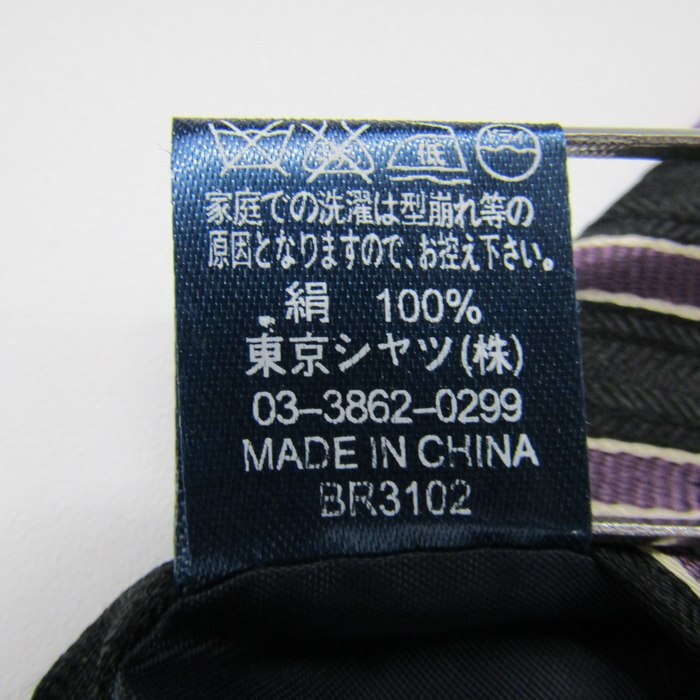 低
家庭での洗濯は型崩れ等の
原因となりますので、お控え下さい。
絹 100%
東京シャツ(株)
03-3862-0299
MADE IN CHINA
BR3102